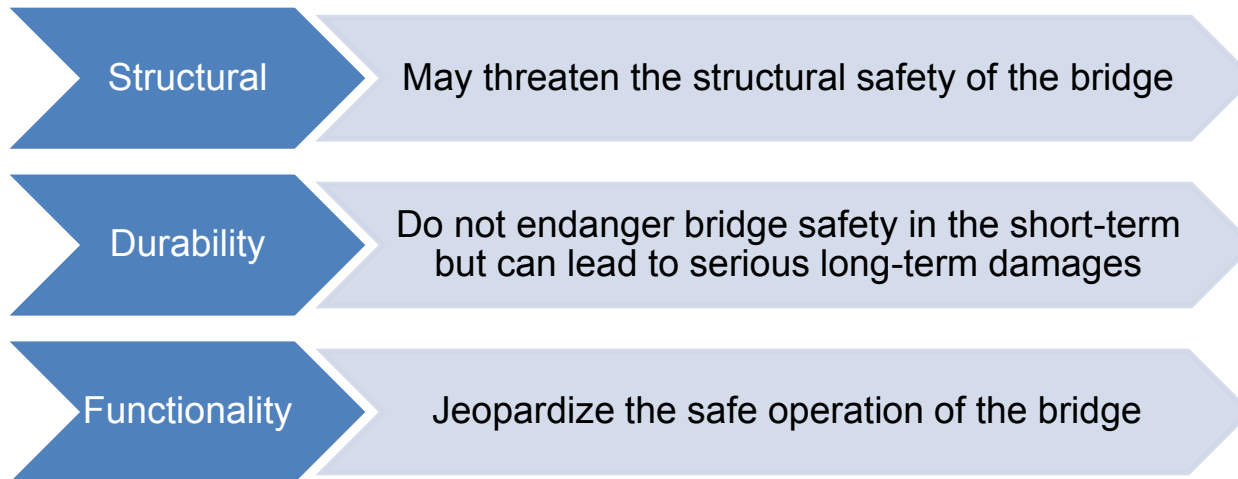 Structural
May threaten the structural safety of the bridge
Durability
Do not endanger bridge safety in the short-term
but can lead to serious long-term damages
Functionality
Jeopardize the safe operation of the bridge